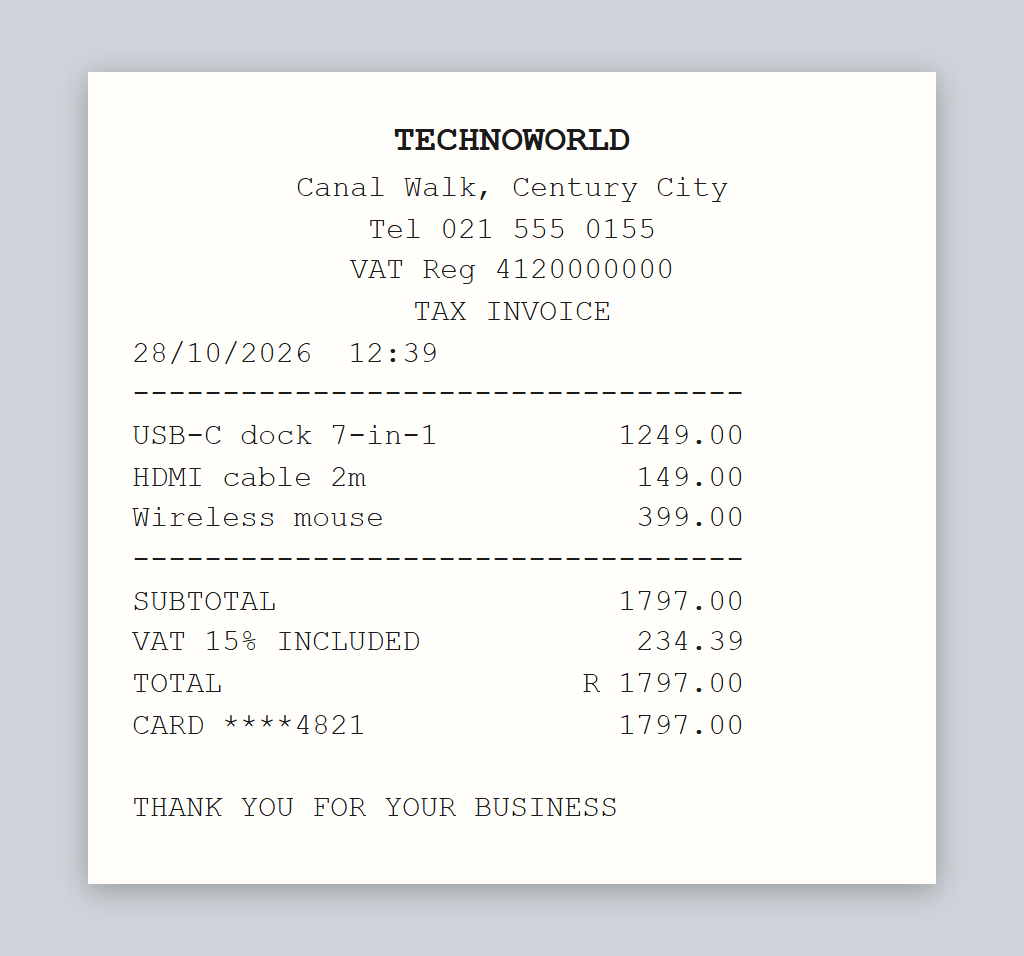 TECHNOWORLD
Canal Walk, Century City
Tel 021 555 0155
VAT Reg 4120000000
TAX INVOICE
28/10/2026  12:39
----------------------------------
USB-C dock 7-in-1          1249.00
HDMI cable 2m               149.00
Wireless mouse              399.00
----------------------------------
SUBTOTAL                   1797.00
VAT 15% INCLUDED            234.39
TOTAL                    R 1797.00
CARD ****4821              1797.00
THANK YOU FOR YOUR BUSINESS